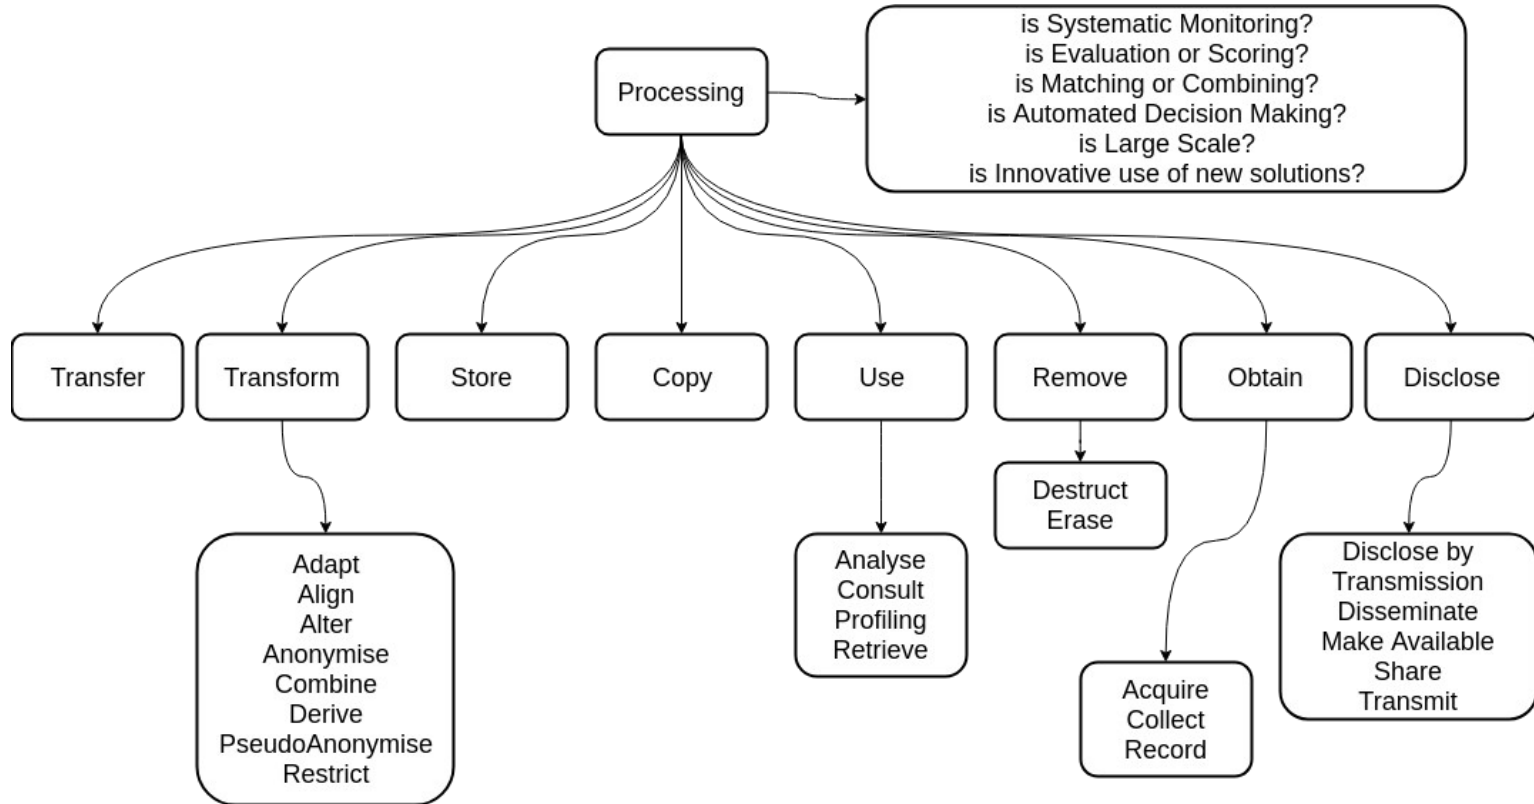 is Systematic Monitoring?
is Evaluation or Scoring?
is Matching or Combining?
is Automated Decision Making?
is Large Scale?
is Innovative use of new solutions?
Processing
Transfer
Transform
Store
Copy
Use
Remove
Obtain
Disclose
Adapt
Align
Alter
Anonymise
Combine
Derive
PseudoAnonymise
Restrict
Analyse
Consult
Profiling
Retrieve
Destruct
Erase
Acquire
Collect
Record
Disclose by
Transmission
Disseminate
Make Available
Share
Transmit